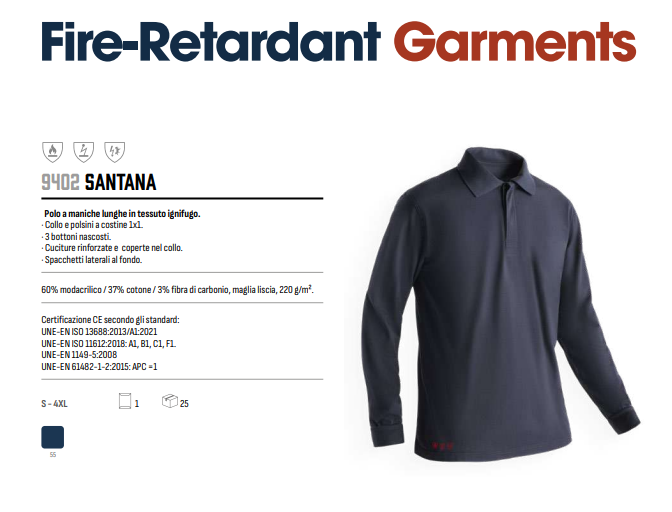 Fire-Retardant Garments
9402 SANTANA
Polo a maniche lunghe in tessuto ignifugo.
· Collo e polsini a costine 1x1.
· 3 bottoni nascosti.
· Cuciture rinforzate e coperte nel collo.
· Spacchetti laterali al fondo.
60% modacrilico / 37% cotone / 3% fibra di carbonio, maglia liscia, 220 g/m².
Certificazione CE secondo gli standard:
UNE-EN ISO 13688:2013/A1:2021
UNE-EN ISO 11612:2018: A1, B1, C1, F1.
UNE-EN 1149-5:2008
UNE-EN 61482-1-2:2015: APC =1
S - 4XL 1 25
55